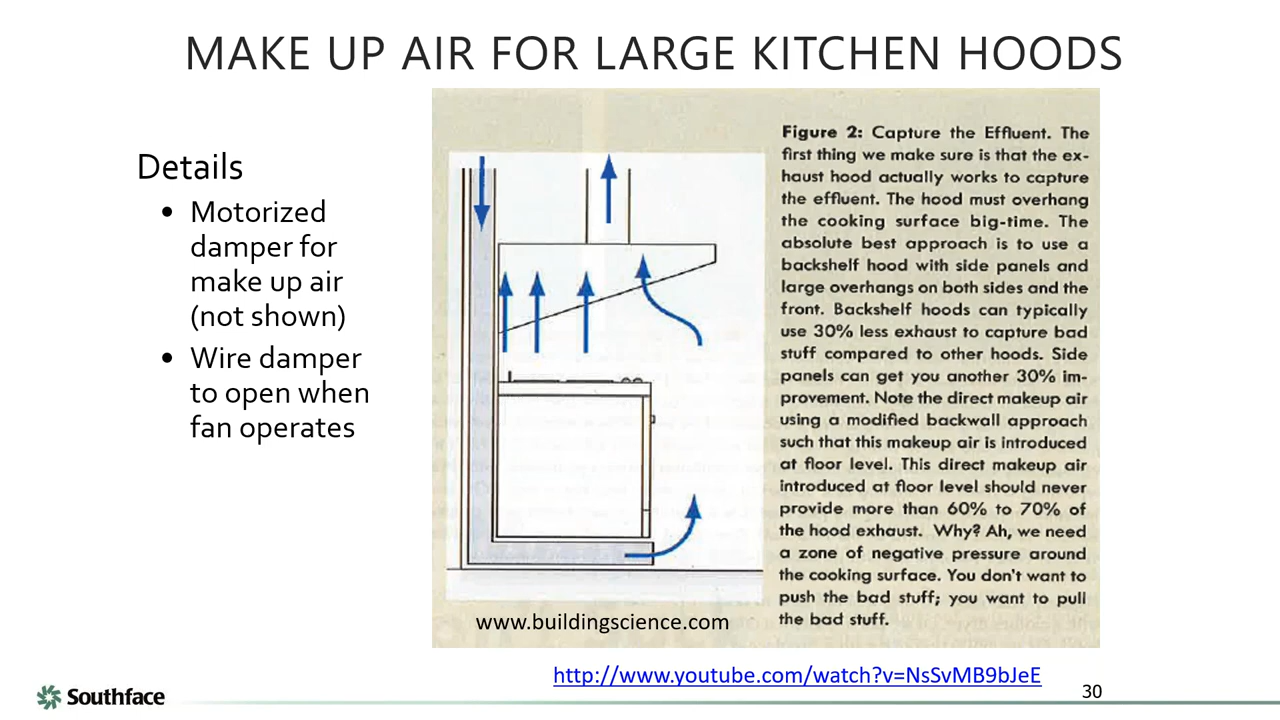 MAKE UP AIR FOR LARGE KITCHEN HOODS
Details
• Motorized
damper for
make up air
(not shown)
• Wire damper
to open when
fan operates
Figure 2: Capture the Effluent. The
first thing we make sure is that the ex-
haust hood actually works to capture
the effluent. The hood must overhang
the cooking surface big-time. The
absolute best approach is to use a
backshelf hood with side panels and
large overhangs on both sides and the
front. Backshelf hoods can typically
use 30% less exhaust to capture bad
stuff compared to other hoods. Side
panels can get you another 30% im-
provement. Note the direct makeup air
using a modified backwall approach
such that this makeup air is introduced
at floor level. This direct makeup air
introduced at floor level should never
provide more than 60% to 70% of
the hood exhaust. Why? Ah, we need
a zone of negative pressure around
the cooking surface. You don't want to
push the bad stuff; you want to pull
the bad stuff.
www.buildingscience.com
http://www.youtube.com/watch?v=NsSvMB9bJeE
Southface
30